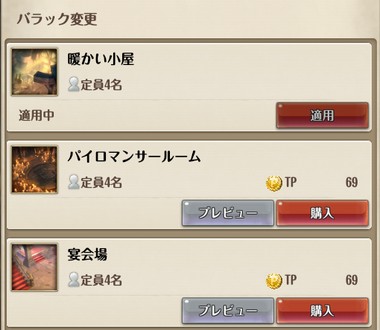 バラック変更
暖かい小屋
定員4名
適用中
適用
パイロマンサールーム
定員4名
TP 69
プレビュー 購入
宴会場
定員4名
TP 69
プレビュー 購入